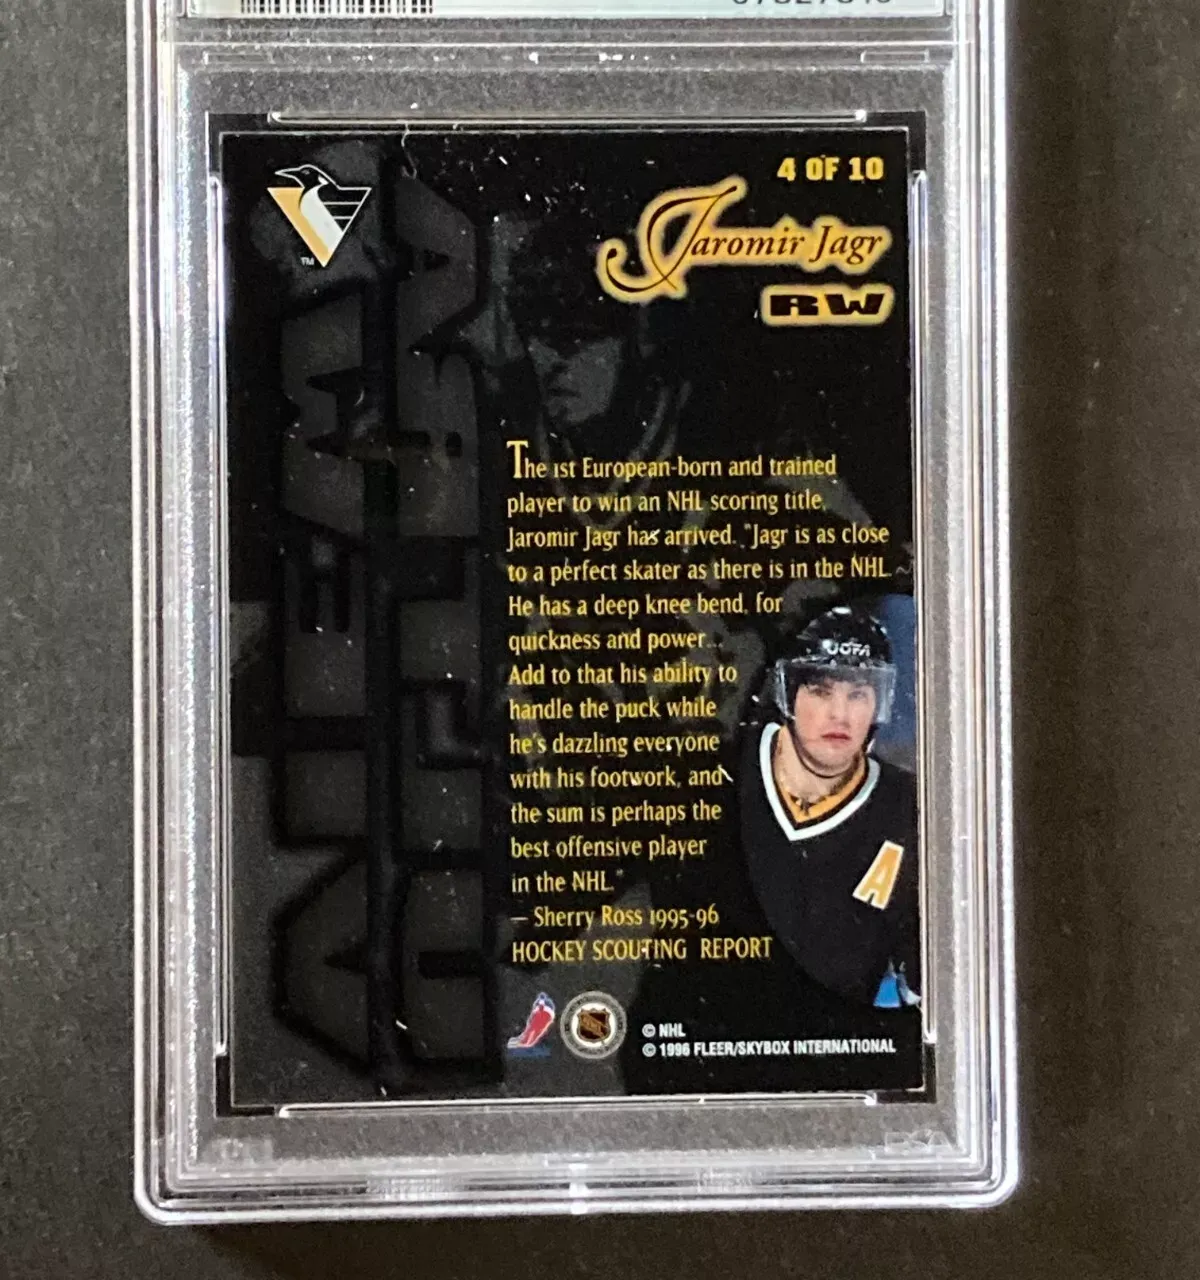 4 OF 10
Jaromir Jagr
RW
The 1st European-born and trained
player to win an NHL scoring title,
Jaromir Jagr has arrived. "Jagr is as close
to a perfect skater as there is in the NHL.
He has a deep knee bend, for
quickness and power...
Add to that his ability to
handle the puck while
he's dazzling everyone
with his footwork, and
the sum is perhaps the
best offensive player
in the NHL."
– Sherry Ross 1995-96
HOCKEY SCOUTING REPORT
TM
JOFA
A
NHL
© NHL
© 1996 FLEER/SKYBOX INTERNATIONAL
PSA